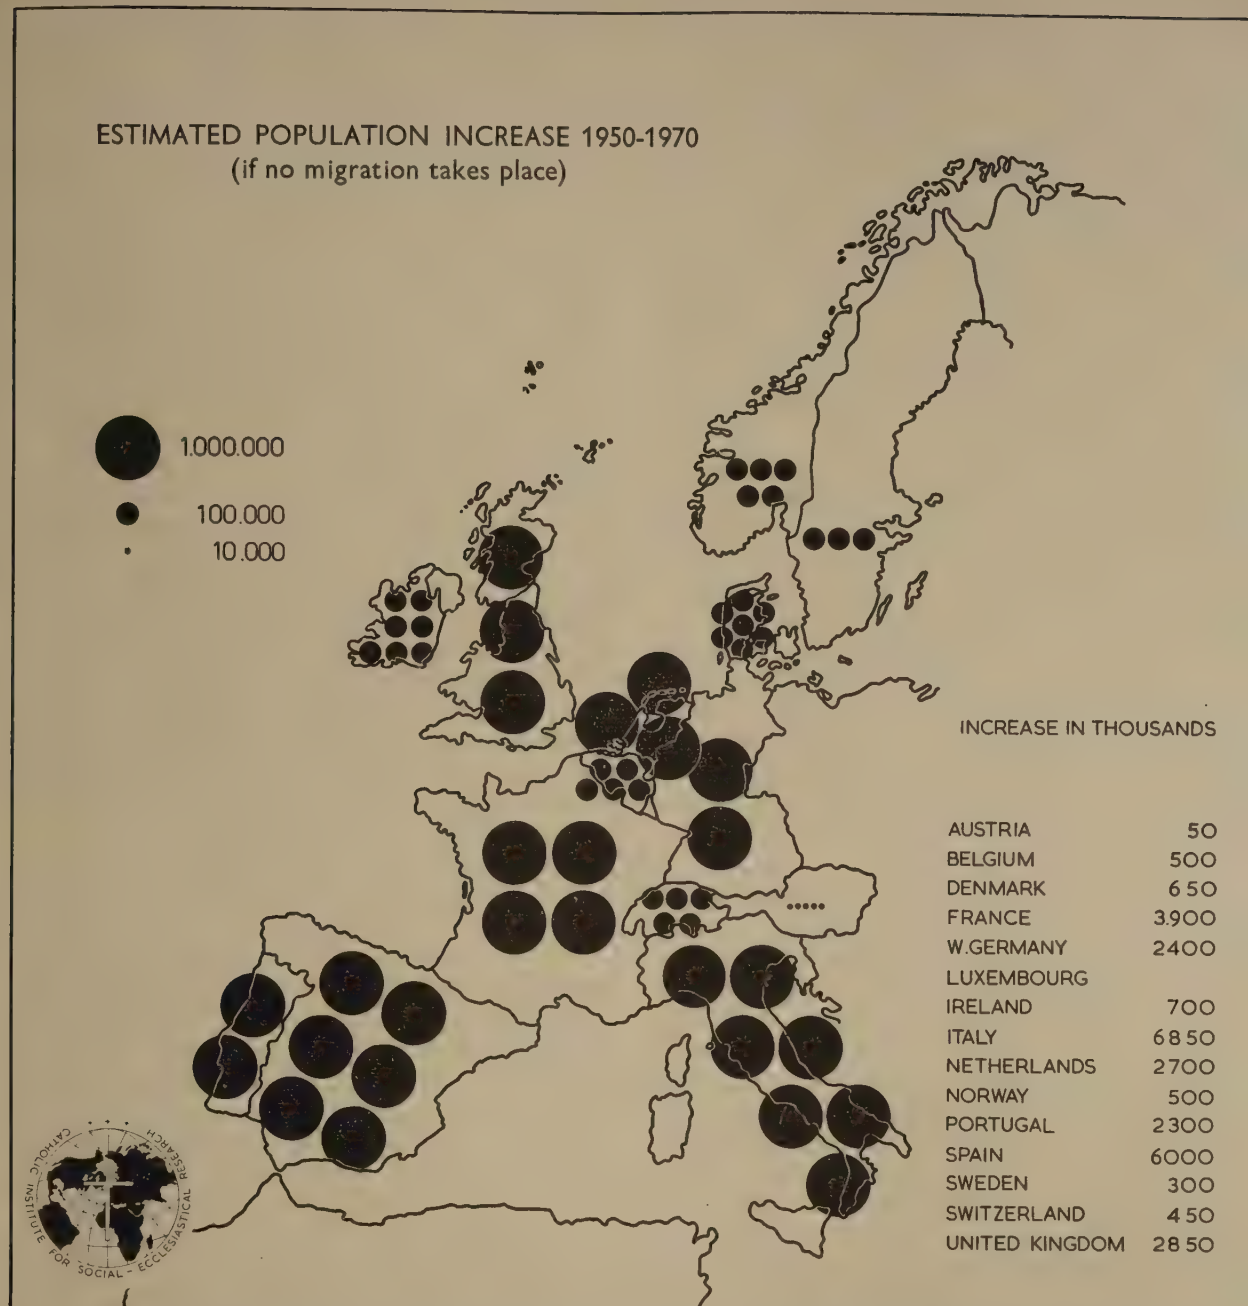 ESTIMATED POPULATION INCREASE 1950-1970
(if no migration takes place)
1.000.000
100.000
10.000
INCREASE IN THOUSANDS
AUSTRIA 50
BELGIUM 500
DENMARK 650
FRANCE 3.900
W.GERMANY 2400
LUXEMBOURG
IRELAND 700
ITALY 6850
NETHERLANDS 2700
NORWAY 500
PORTUGAL 2300
SPAIN 6000
SWEDEN 300
SWITZERLAND 450
UNITED KINGDOM 2850
CATHOLIC INSTITUTE FOR SOCIAL - ECCLESIASTICAL RESEARCH